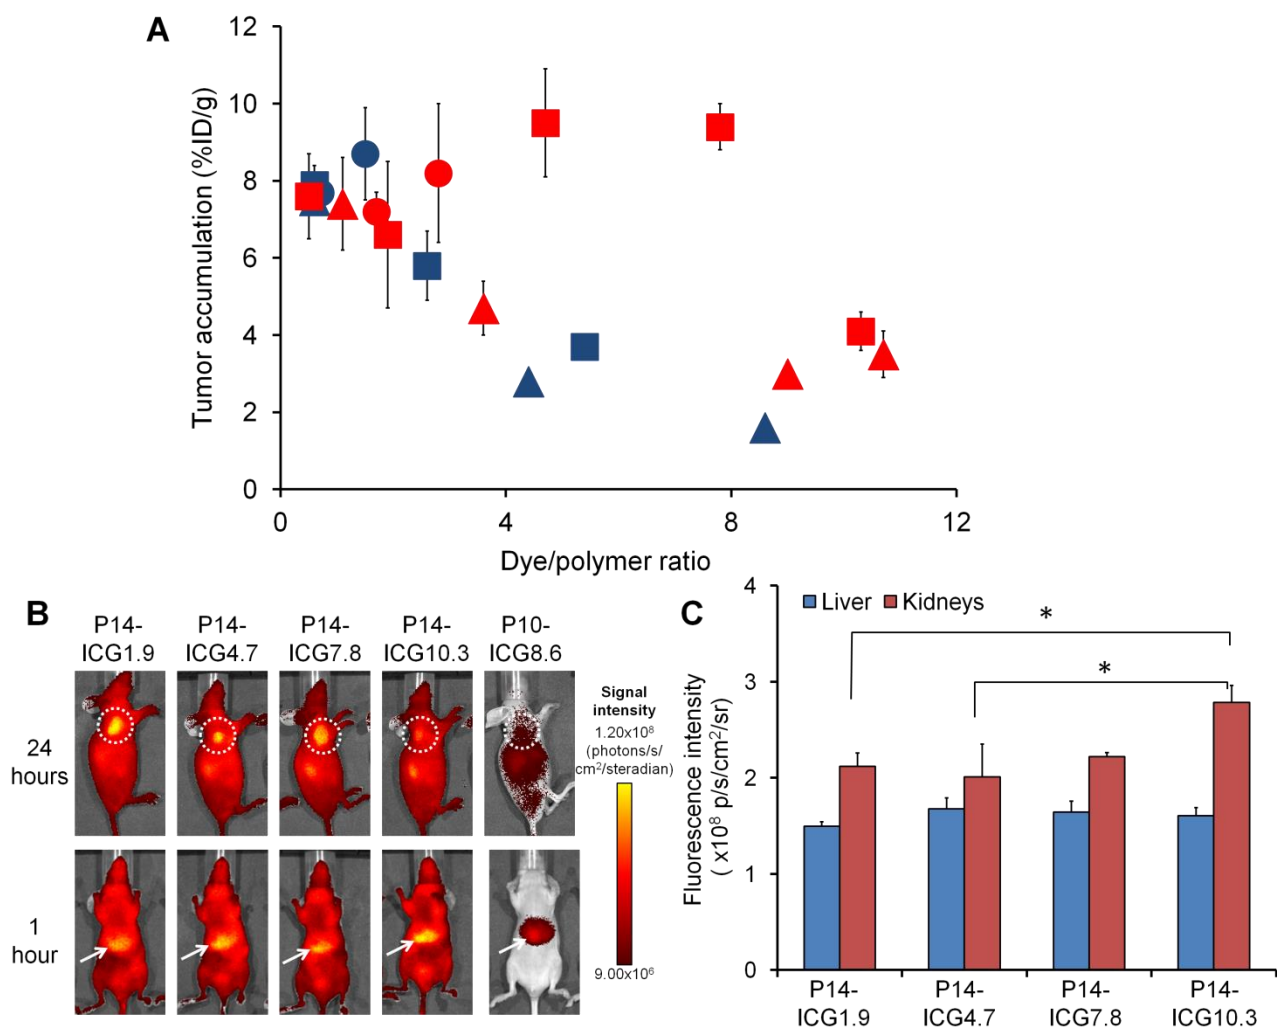 A
12
10
8
6
4
2
0
Tumor accumulation (%ID/g)
0 4 8 12
Dye/polymer ratio
B
P14-
ICG1.9
P14-
ICG4.7
P14-
ICG7.8
P14-
ICG10.3
P10-
ICG8.6
24
hours
1
hour
Signal
intensity
1.20x10⁸
(photons/s/
cm²/steradian)
9.00x10⁶
C
Liver Kidneys
*
*
4
3
2
1
0
Fluorescence intensity
( x10⁸ p/s/cm²/sr)
P14-
ICG1.9
P14-
ICG4.7
P14-
ICG7.8
P14-
ICG10.3